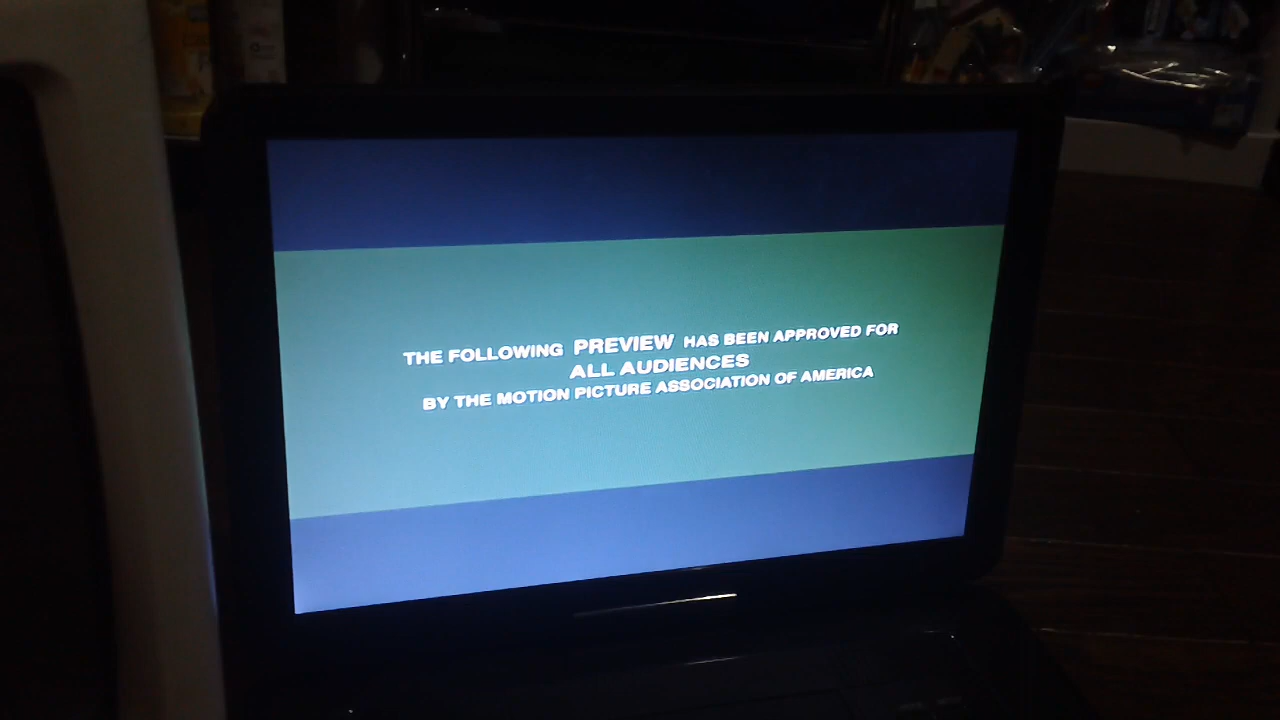 THE FOLLOWING PREVIEW HAS BEEN APPROVED FOR
ALL AUDIENCES
BY THE MOTION PICTURE ASSOCIATION OF AMERICA